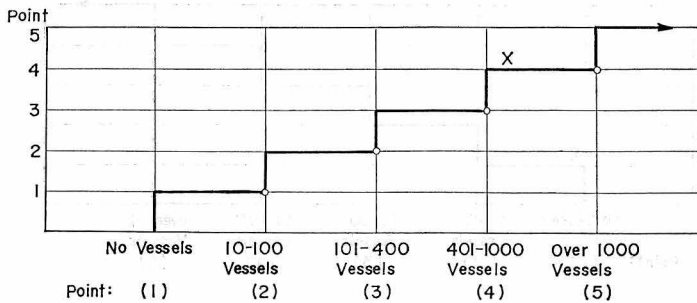 Point
5
4
3
2
1
X
No Vessels 10-100 101-400 401-1000 Over 1000
Vessels Vessels Vessels Vessels
Point: (1) (2) (3) (4) (5)